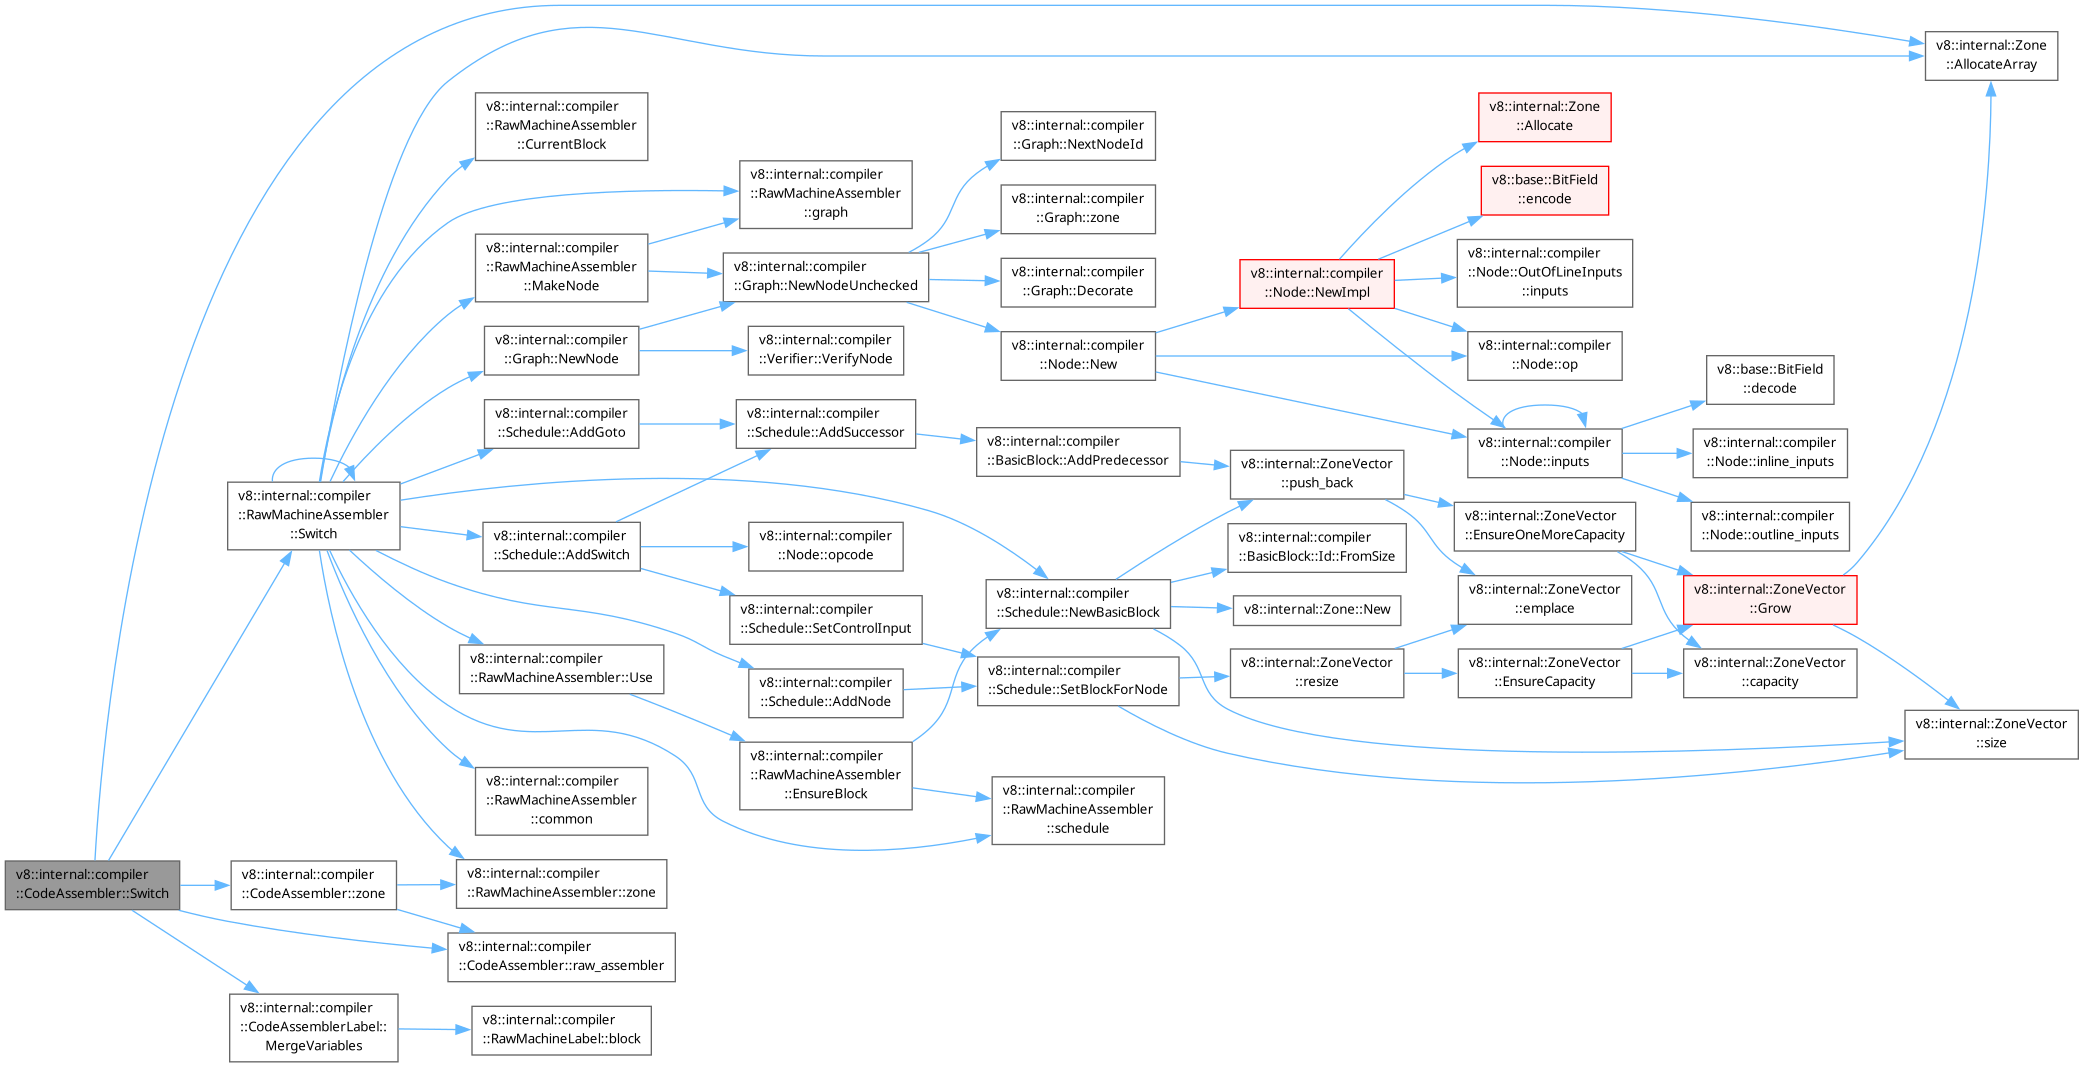 v8::internal::Zone
::AllocateArray
v8::internal::compiler
::RawMachineAssembler
::CurrentBlock
v8::internal::compiler
::Graph::NextNodeId
v8::internal::Zone
::Allocate
v8::internal::compiler
::RawMachineAssembler
::graph
v8::base::BitField
::encode
v8::internal::compiler
::Graph::zone
v8::internal::compiler
::RawMachineAssembler
::MakeNode
v8::internal::compiler
::Graph::NewNodeUnchecked
v8::internal::compiler
::Graph::Decorate
v8::internal::compiler
::Node::NewImpl
v8::internal::compiler
::Node::OutOfLineInputs
::inputs
v8::internal::compiler
::Graph::NewNode
v8::internal::compiler
::Verifier::VerifyNode
v8::internal::compiler
::Node::New
v8::internal::compiler
::Node::op
v8::base::BitField
::decode
v8::internal::compiler
::Schedule::AddGoto
v8::internal::compiler
::Schedule::AddSuccessor
v8::internal::compiler
::BasicBlock::AddPredecessor
v8::internal::compiler
::Node::inputs
v8::internal::compiler
::Node::inline_inputs
v8::internal::ZoneVector
::push_back
v8::internal::compiler
::RawMachineAssembler
::Switch
v8::internal::ZoneVector
::EnsureOneMoreCapacity
v8::internal::compiler
::Node::outline_inputs
v8::internal::compiler
::Schedule::AddSwitch
v8::internal::compiler
::Node::opcode
v8::internal::compiler
::BasicBlock::Id::FromSize
v8::internal::compiler
::Schedule::NewBasicBlock
v8::internal::ZoneVector
::emplace
v8::internal::ZoneVector
::Grow
v8::internal::Zone::New
v8::internal::compiler
::Schedule::SetControlInput
v8::internal::compiler
::RawMachineAssembler::Use
v8::internal::compiler
::Schedule::AddNode
v8::internal::compiler
::Schedule::SetBlockForNode
v8::internal::ZoneVector
::resize
v8::internal::ZoneVector
::EnsureCapacity
v8::internal::ZoneVector
::capacity
v8::internal::ZoneVector
::size
v8::internal::compiler
::RawMachineAssembler
::EnsureBlock
v8::internal::compiler
::RawMachineAssembler
::common
v8::internal::compiler
::RawMachineAssembler
::schedule
v8::internal::compiler
::CodeAssembler::Switch
v8::internal::compiler
::CodeAssembler::zone
v8::internal::compiler
::RawMachineAssembler::zone
v8::internal::compiler
::CodeAssembler::raw_assembler
v8::internal::compiler
::CodeAssemblerLabel::
MergeVariables
v8::internal::compiler
::RawMachineLabel::block